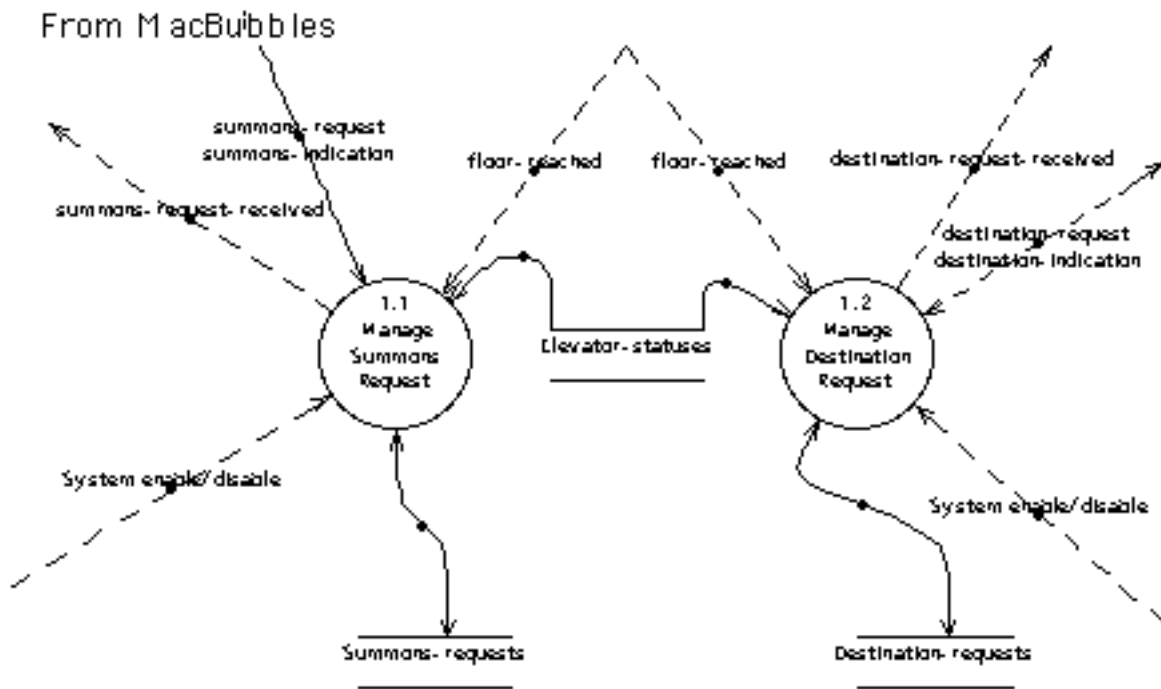 From MacBubbles
summons-request
summons-indication
floor-reached
floor-reached
destination-request-received
summons-request-received
destination-request
destination-indication
1.1
Manage
Summons
Request
Elevator-statuses
1.2
Manage
Destination
Request
System enable/disable
System enable/disable
Summons-requests
Destination-requests